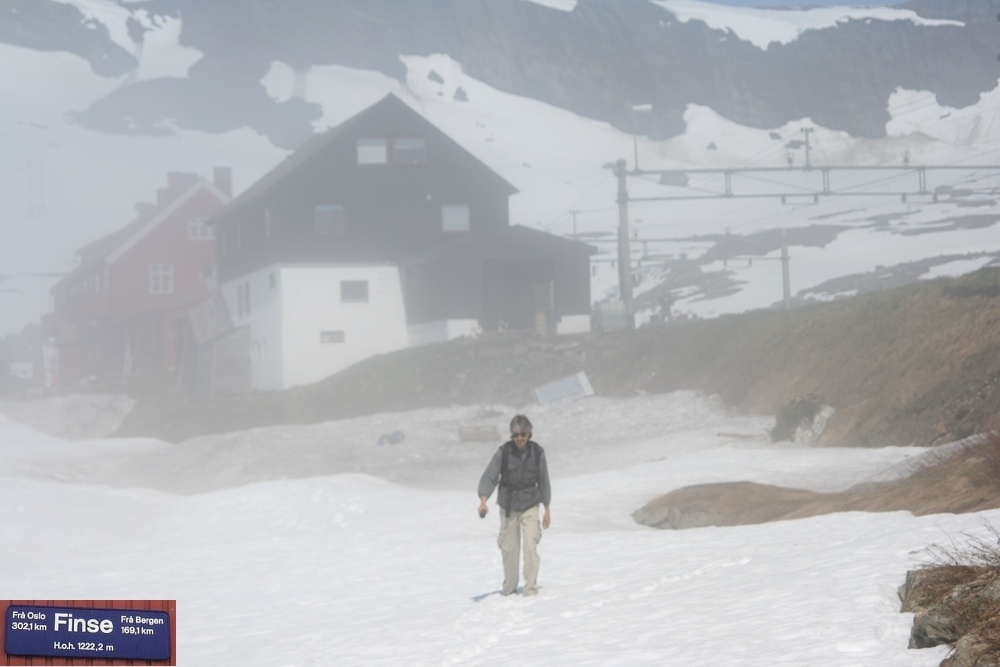 Frå Oslo Finse Frå Bergen
302,1 km 169,1 km
H.o.h. 1222,2 m